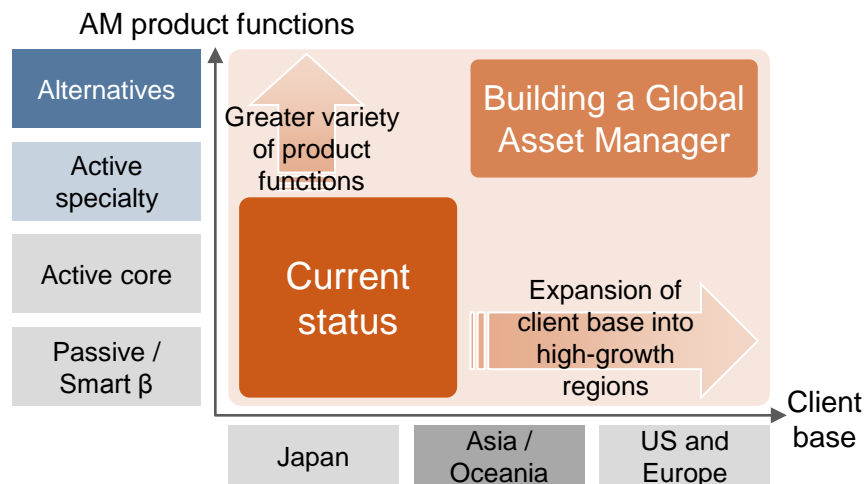 AM product functions
Alternatives
Active
specialty
Active core
Passive /
Smart β
Greater variety
of product
functions
Building a Global
Asset Manager
Current
status
Expansion of
client base into
high-growth
regions
Client
base
Japan
Asia /
Oceania
US and
Europe